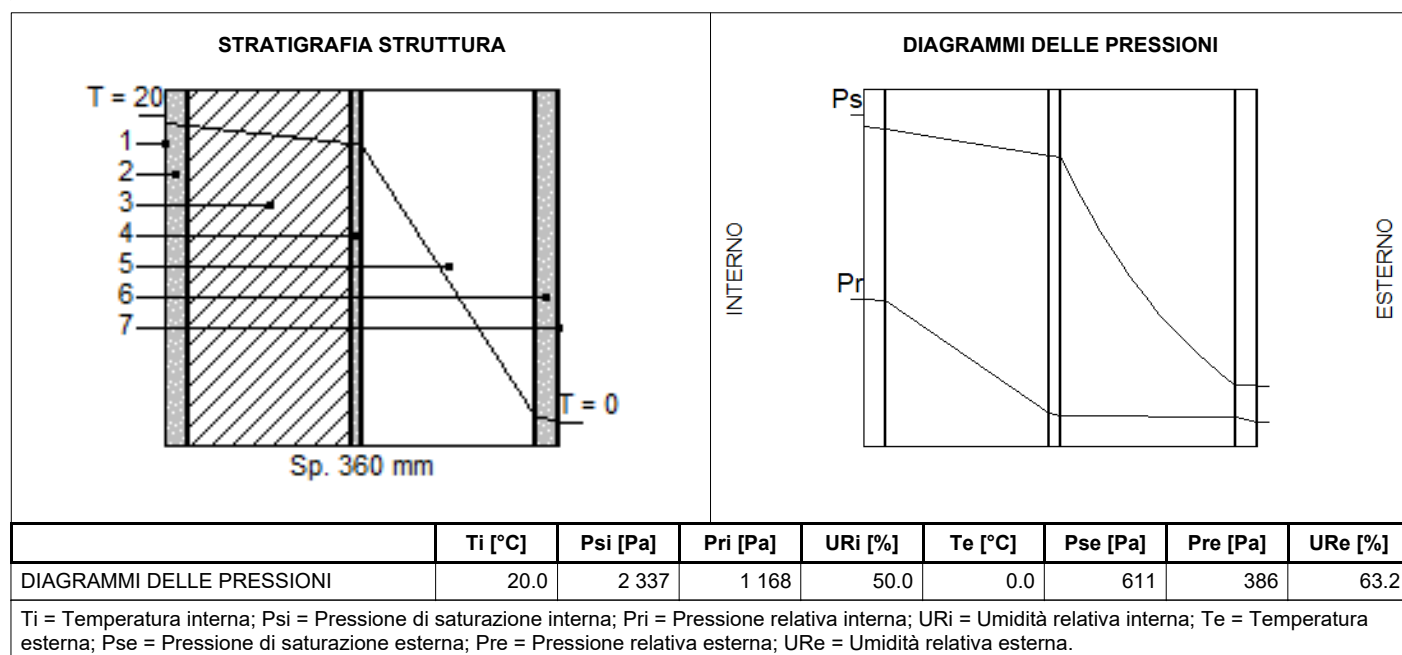 STRATIGRAFIA STRUTTURA
T = 20
1
2
3
4
5
6
7
T = 0
Sp. 360 mm
DIAGRAMMI DELLE PRESSIONI
Ps
Pr
INTERNO
ESTERNO
Ti [°C] Psi [Pa] Pri [Pa] URi [%] Te [°C] Pse [Pa] Pre [Pa] URe [%]
DIAGRAMMI DELLE PRESSIONI 20.0 2 337 1 168 50.0 0.0 611 386 63.2
Ti = Temperatura interna; Psi = Pressione di saturazione interna; Pri = Pressione relativa interna; URi = Umidità relativa interna; Te = Temperatura
esterna; Pse = Pressione di saturazione esterna; Pre = Pressione relativa esterna; URe = Umidità relativa esterna.